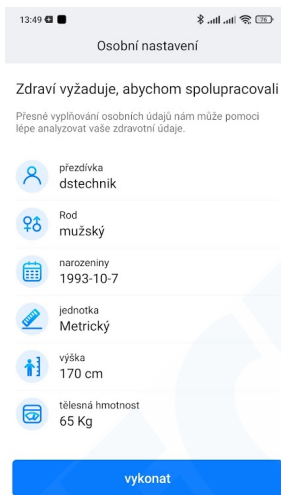 13:49
76
Osobní nastavení
Zdraví vyžaduje, abychom spolupracovali
Přesné vyplňování osobních údajů nám může pomoci
lépe analyzovat vaše zdravotní údaje.
přezdívka
dstechnik
Rod
mužský
narozeniny
1993-10-7
jednotka
Metrický
výška
170 cm
tělesná hmotnost
65 Kg
vykonat